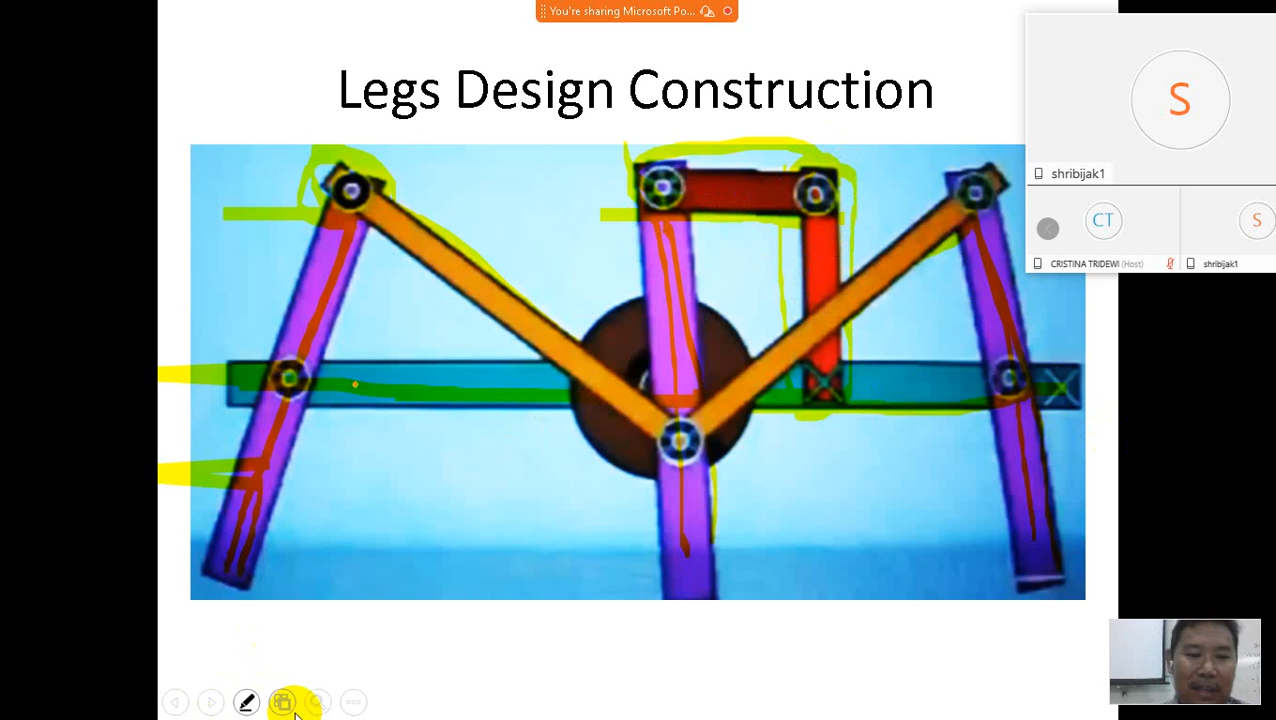 You're sharing Microsoft Po...
Legs Design Construction
S
shribijak1
CT
S
CRISTINA TRIDEWI (Host)
shribijak1